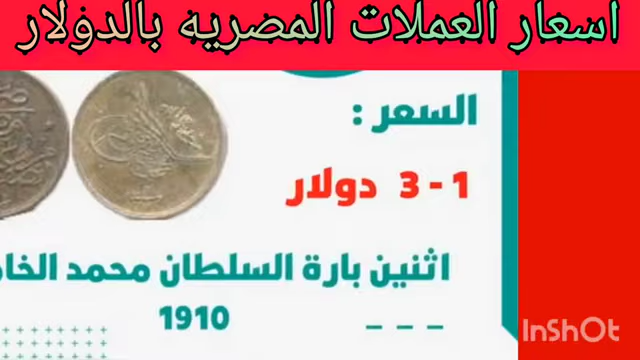 اسعار العملات المصريه بالدولار
السعر :
1 - 3 دولار
اثنين بارة السلطان محمد
1910
_ _ _
InShOt